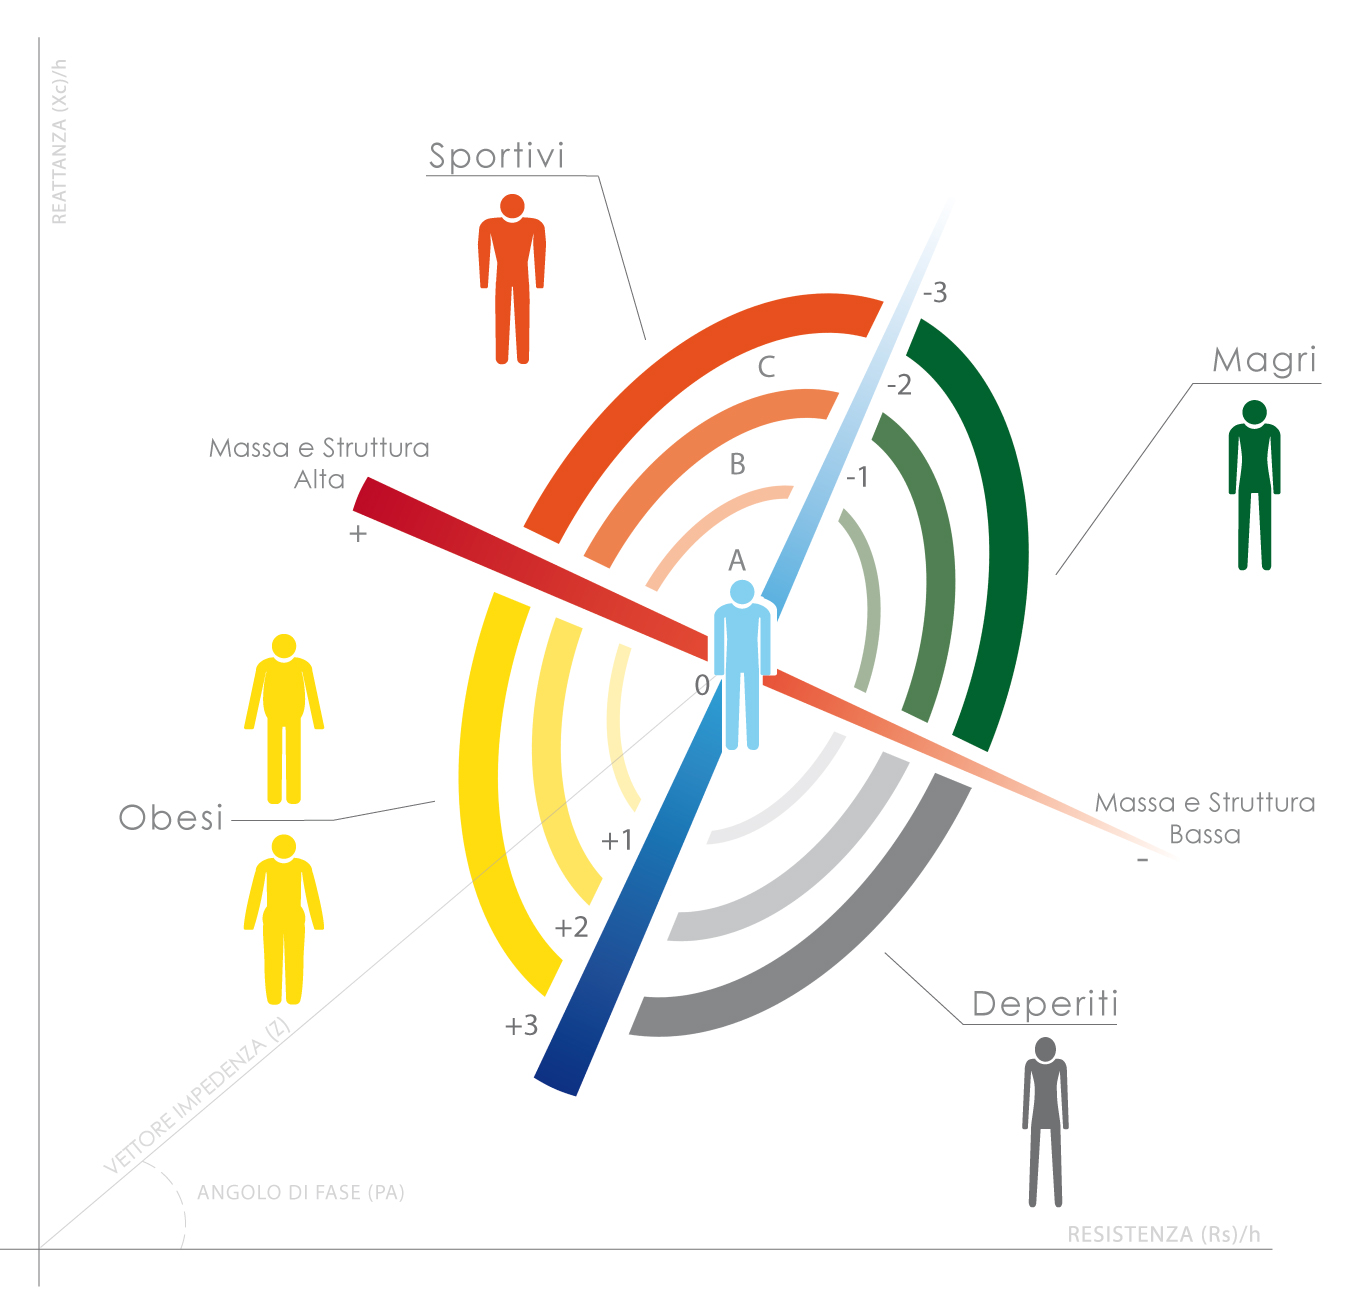 REATTANZA (Xc)/h
Sportivi
-3
Magri
C
-2
Massa e Struttura
Alta
B
-1
+
A
0
Obesi
+1
Massa e Struttura
Bassa
-
+2
+3
Deperiti
VETTORE IMPEDENZA (Z)
ANGOLO DI FASE (PA)
RESISTENZA (Rs)/h